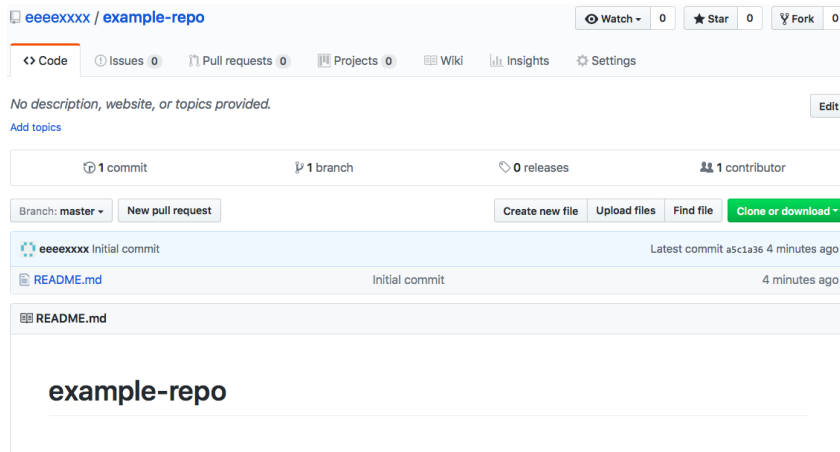 eeeexxxx / example-repo Watch 0 Star 0 Fork 0
Code Issues 0 Pull requests 0 Projects 0 Wiki Insights Settings
No description, website, or topics provided. Edit
Add topics
1 commit 1 branch 0 releases 1 contributor
Branch: master New pull request Create new file Upload files Find file Clone or download
eeeexxxx Initial commit Latest commit a5c1a36 4 minutes ago
README.md Initial commit 4 minutes ago
README.md
example-repo